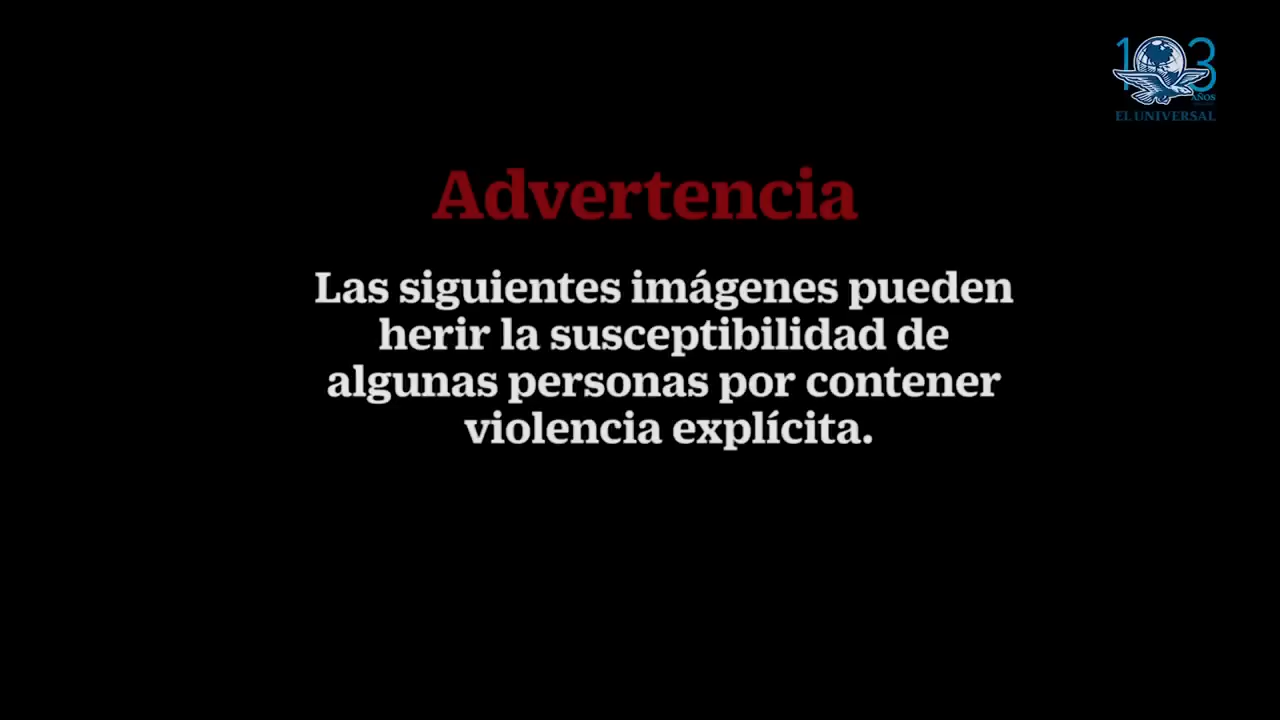 103
AÑOS
EL UNIVERSAL
Advertencia
Las siguientes imágenes pueden
herir la susceptibilidad de
algunas personas por contener
violencia explícita.